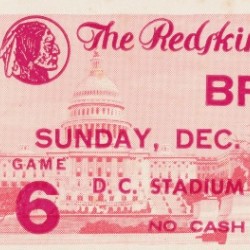 The Redskin
BR
SUNDAY, DEC.
GAME
6
D. C. STADIUM
NO CASH